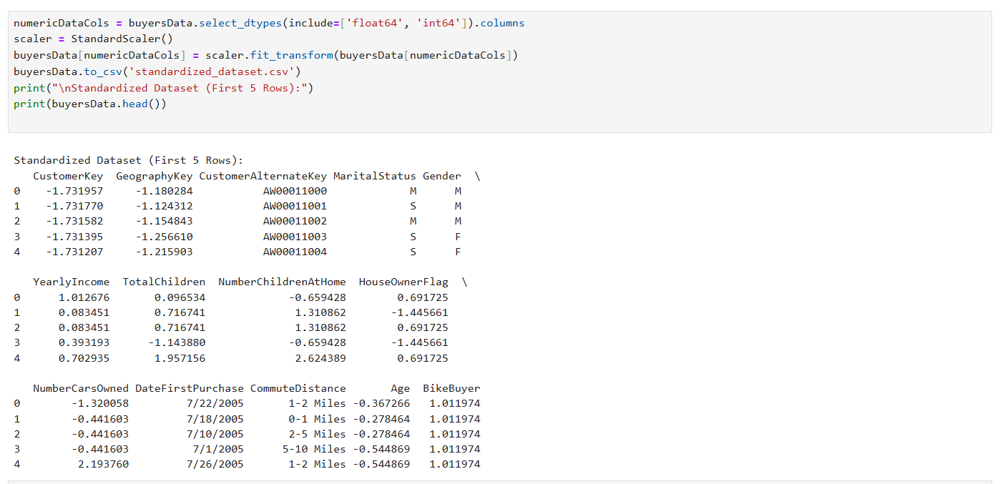 numericDataCols = buyersData.select_dtypes(include=['float64', 'int64']).columns
scaler = StandardScaler()
buyersData[numericDataCols] = scaler.fit_transform(buyersData[numericDataCols])
buyersData.to_csv('standardized_dataset.csv')
print("\nStandardized Dataset (First 5 Rows):")
print(buyersData.head())
Standardized Dataset (First 5 Rows):
   CustomerKey  GeographyKey CustomerAlternateKey MaritalStatus Gender  \
0    -1.731957     -1.180284           AW00011000             M      M
1    -1.731770     -1.124312           AW00011001             S      M
2    -1.731582     -1.154843           AW00011002             M      M
3    -1.731395     -1.256610           AW00011003             S      F
4    -1.731207     -1.215903           AW00011004             S      F
   YearlyIncome  TotalChildren  NumberChildrenAtHome  HouseOwnerFlag  \
0      1.012676       0.096534             -0.659428        0.691725
1      0.083451       0.716741              1.310862       -1.445661
2      0.083451       0.716741              1.310862        0.691725
3      0.393193      -1.143880             -0.659428       -1.445661
4      0.702935       1.957156              2.624389        0.691725
   NumberCarsOwned DateFirstPurchase CommuteDistance       Age  BikeBuyer
0        -1.320058         7/22/2005       1-2 Miles -0.367266   1.011974
1        -0.441603         7/18/2005       0-1 Miles -0.278464   1.011974
2        -0.441603         7/10/2005       2-5 Miles -0.278464   1.011974
3        -0.441603          7/1/2005      5-10 Miles -0.544869   1.011974
4         2.193760         7/26/2005       1-2 Miles -0.544869   1.011974